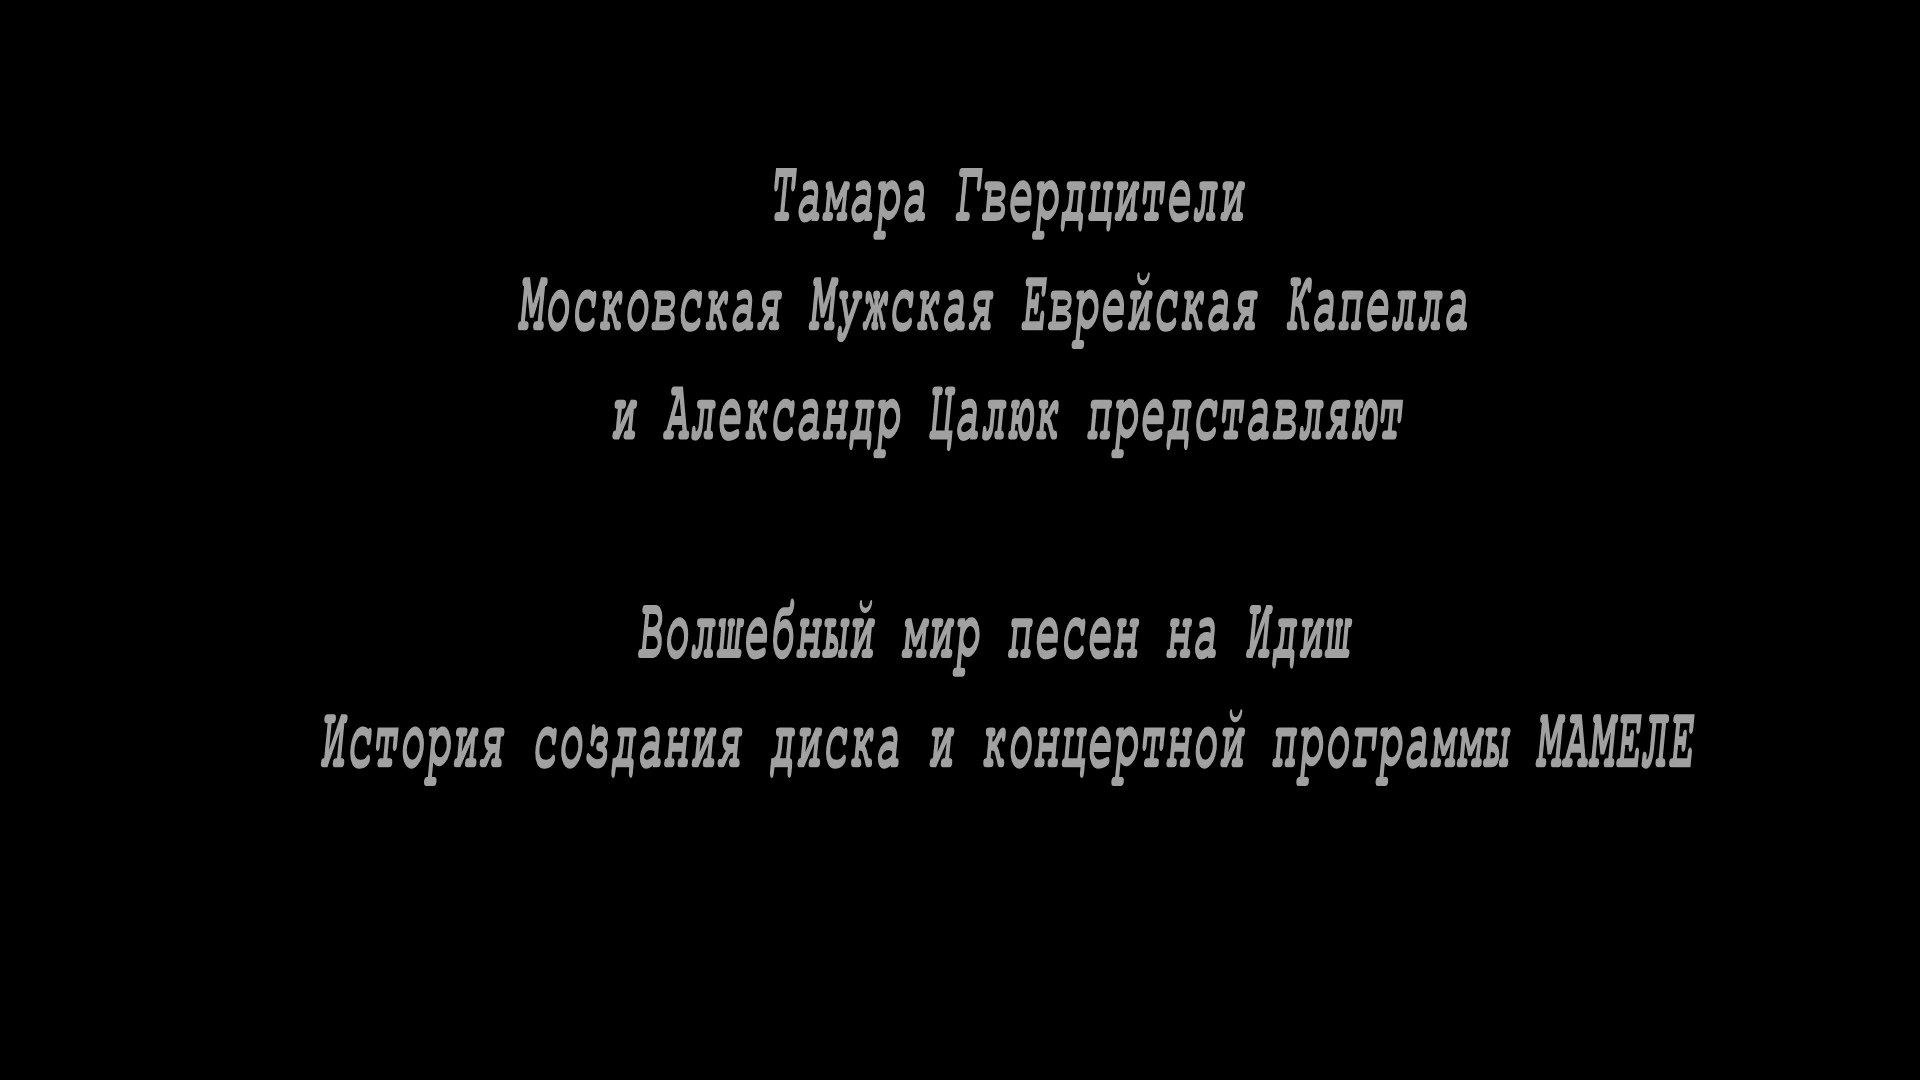 Тамара Гвердцители
Московская Мужская Еврейская Капелла
и Александр Цалюк представляют
Волшебный мир песен на Идиш
История создания диска и концертной программы МАМЕЛЕ